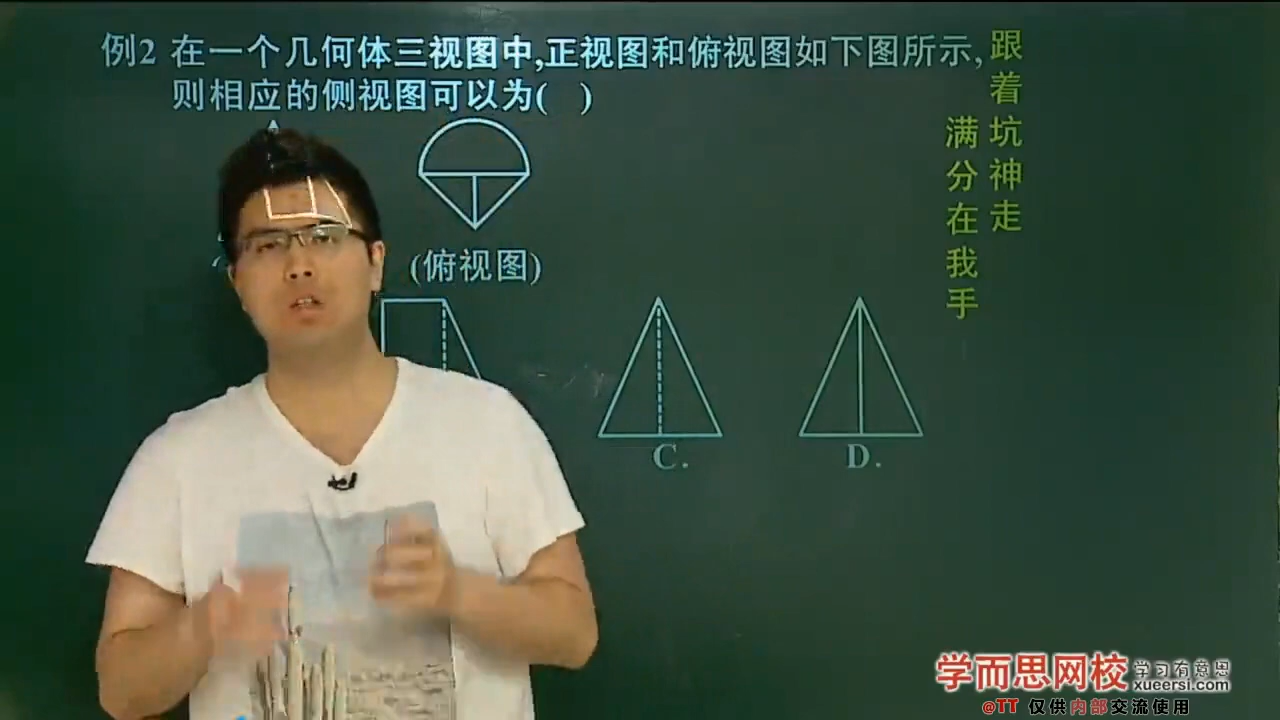 例2 在一个几何体三视图中,正视图和俯视图如下图所示,
则相应的侧视图可以为( )
(俯视图)
C.
D.
跟着坑神走
满分在我手
学而思网校
学习有意思
xueersi.com
@TT 仅供内部交流使用